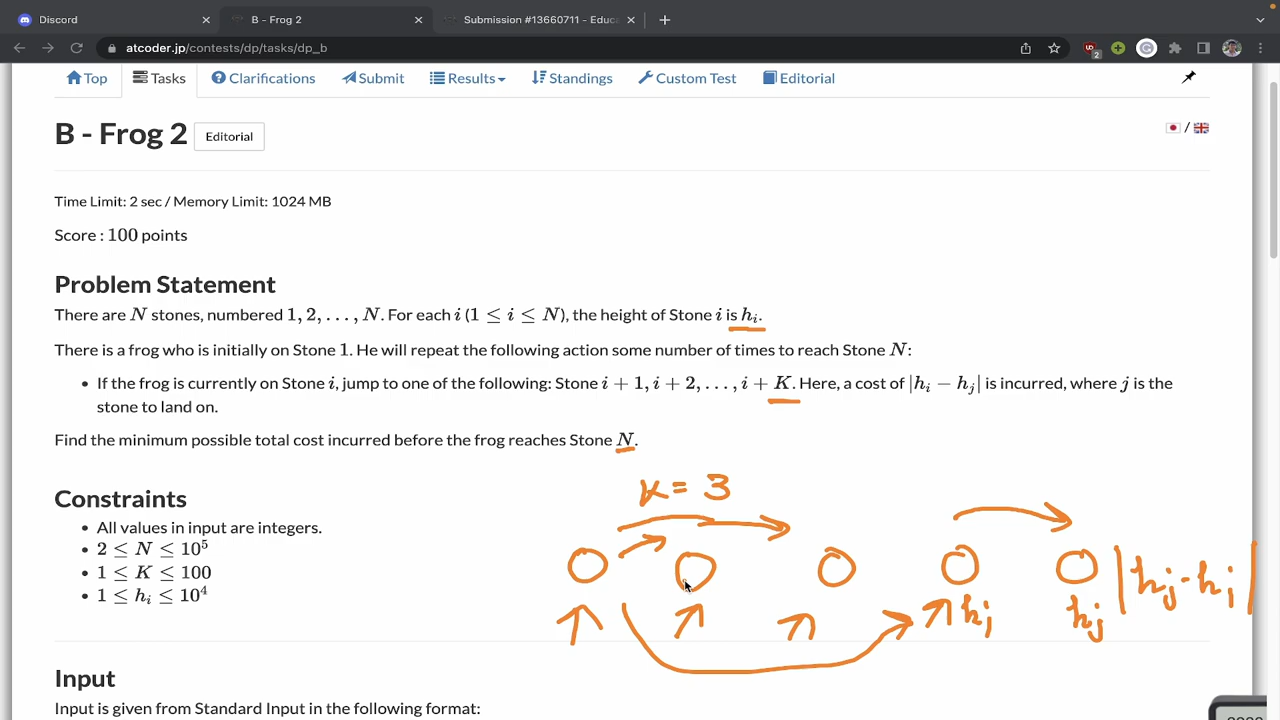 Discord
B - Frog 2
Submission #13660711 - Educa
atcoder.jp/contests/dp/tasks/dp_b
2
Top
Tasks
Clarifications
Submit
Results
Standings
Custom Test
Editorial
B - Frog 2 Editorial
/
Time Limit: 2 sec / Memory Limit: 1024 MB
Score : 100 points
Problem Statement
There are N stones, numbered 1, 2, . . . , N. For each i (1 ≤ i ≤ N), the height of Stone i is hᵢ.
There is a frog who is initially on Stone 1. He will repeat the following action some number of times to reach Stone N:
• If the frog is currently on Stone i, jump to one of the following: Stone i + 1, i + 2, . . . , i + K. Here, a cost of |hᵢ − hⱼ| is incurred, where j is the
stone to land on.
Find the minimum possible total cost incurred before the frog reaches Stone N.
K = 3
Constraints
• All values in input are integers.
• 2 ≤ N ≤ 10⁵
• 1 ≤ K ≤ 100
• 1 ≤ hᵢ ≤ 10⁴
|hⱼ - hᵢ|
hⱼ
hⱼ
Input
Input is given from Standard Input in the following format: